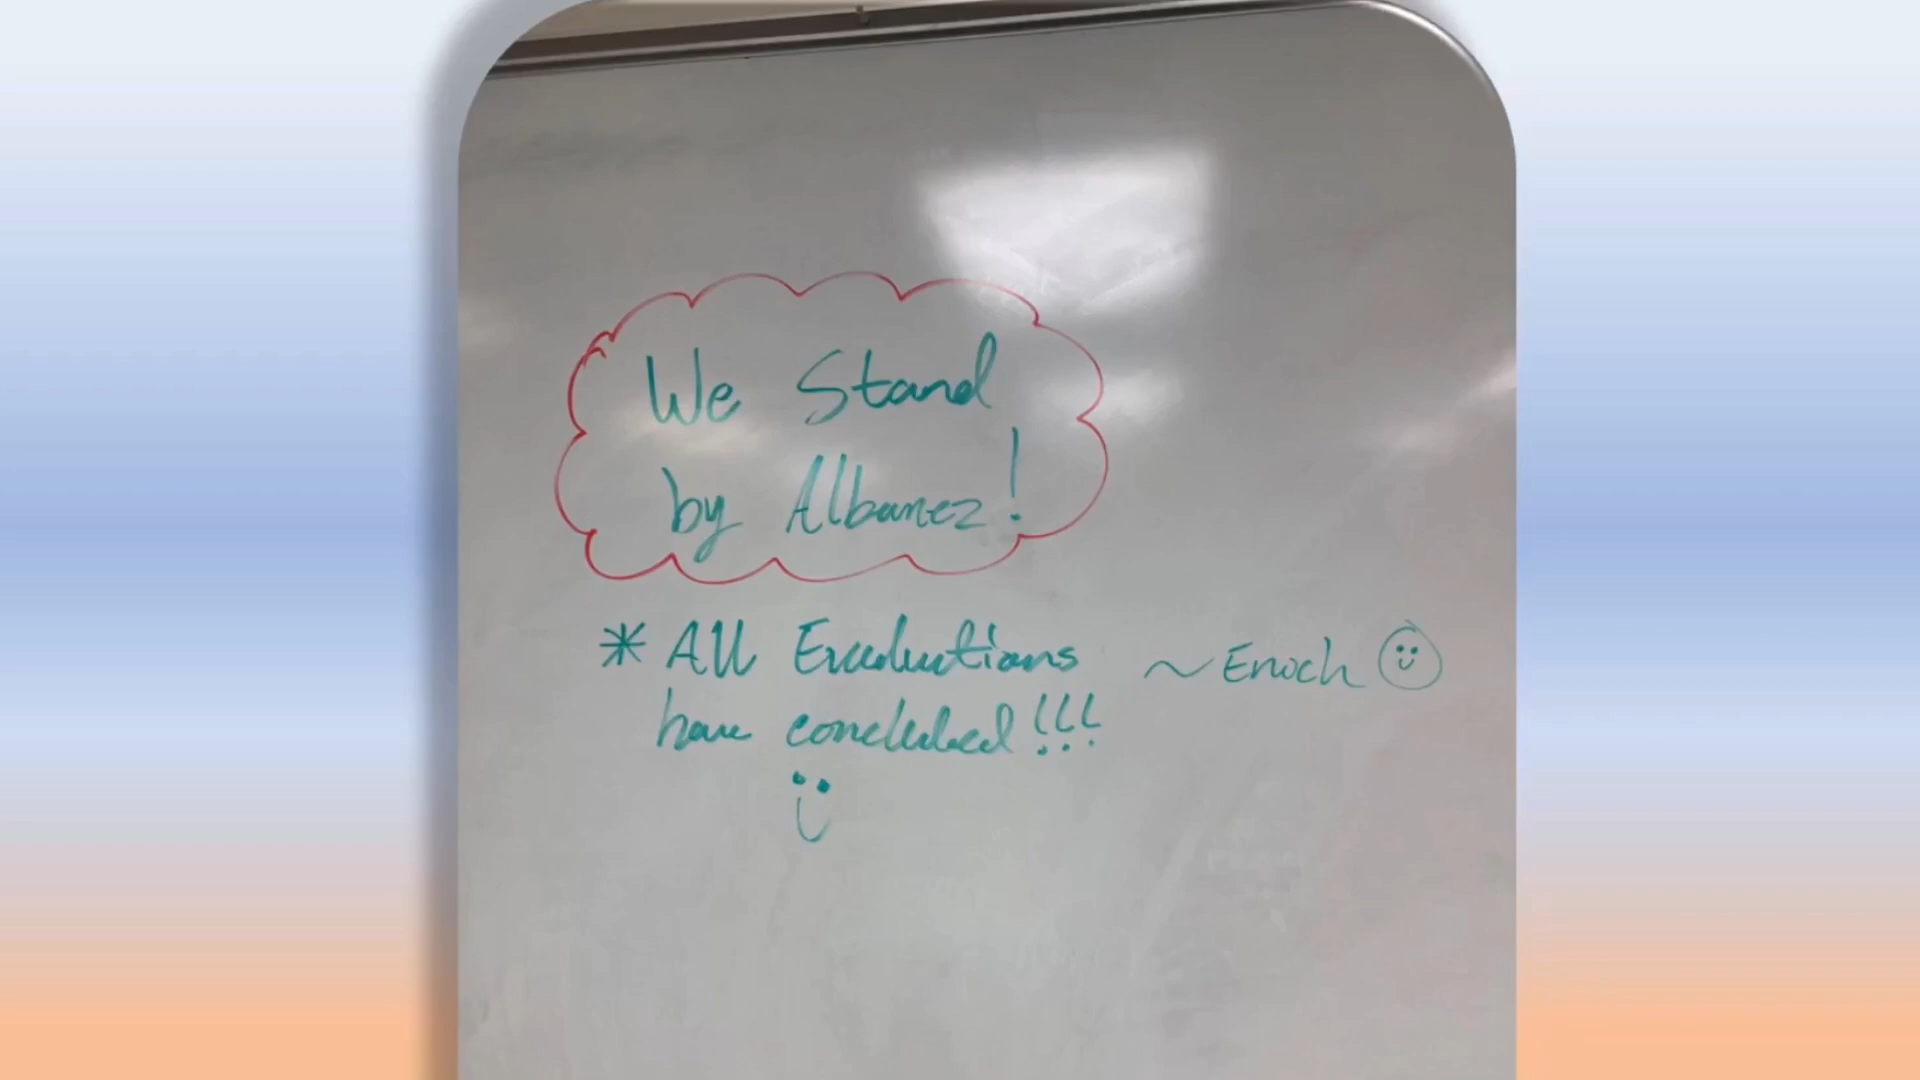 We Stand
by Albanez!
* All Evaluations
have concluded!!!
~ Enoch